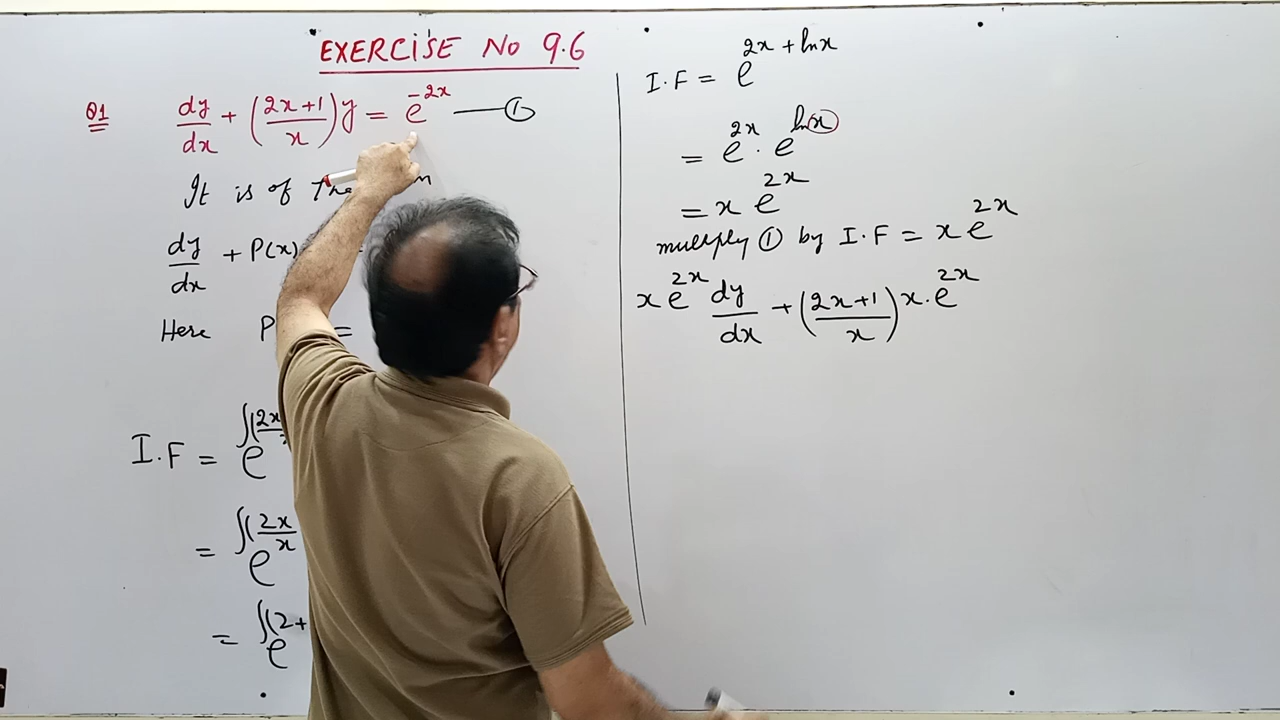 EXERCISE No 9.6
Q1 dy/dx + (2x+1/x)y = e^-2x —— ①
It is of The
dy/dx + P(x)
Here P =
I.F = e^∫(2x/
= e^∫(2x/x
= e^∫(2+
I.F = e^2x + lnx
= e^2x . e^lnx
= x e^2x
multiply ① by I.F = x e^2x
x e^2x dy/dx + (2x+1/x) x . e^2x